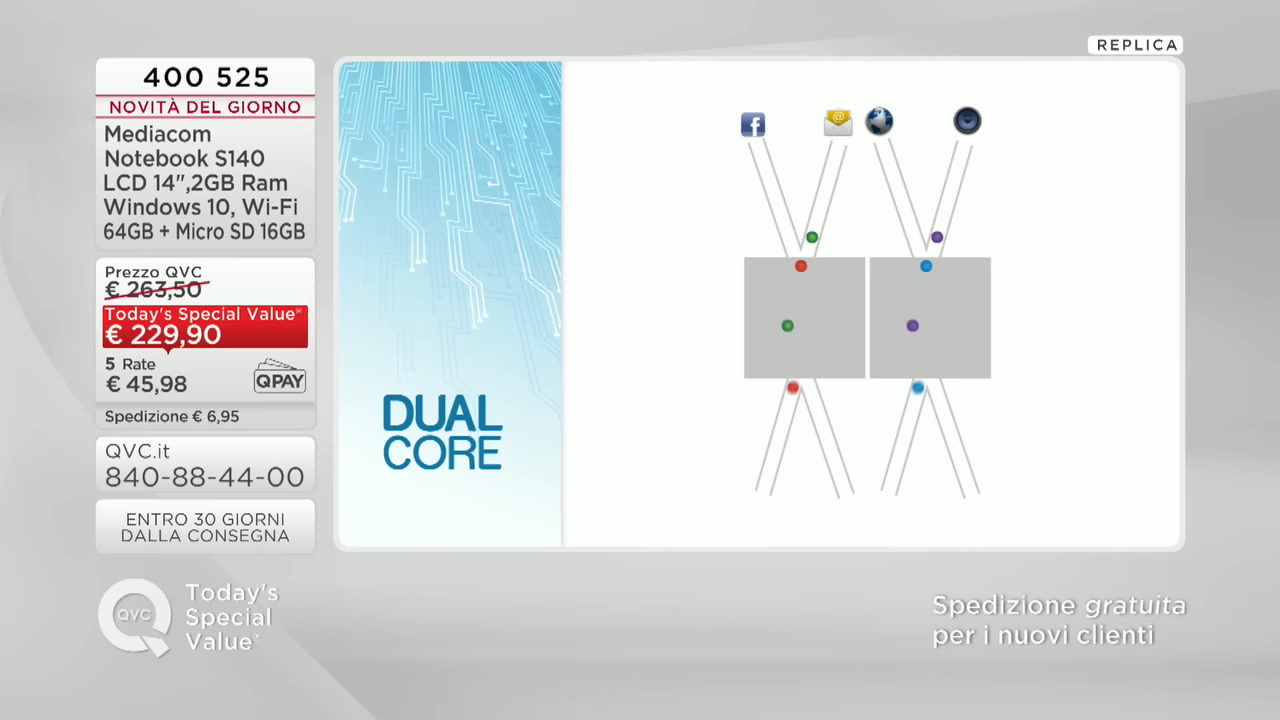 REPLICA
400 525
NOVITÀ DEL GIORNO
Mediacom
Notebook S140
LCD 14",2GB Ram
Windows 10, Wi-Fi
64GB + Micro SD 16GB
Prezzo QVC
€ 263,50
Today's Special Value®
€ 229,90
5 Rate
€ 45,98
QPAY
Spedizione € 6,95
QVC.it
840-88-44-00
ENTRO 30 GIORNI
DALLA CONSEGNA
f
@
DUAL
CORE
QVC
Today's
Special
Value®
Spedizione gratuita
per i nuovi clienti